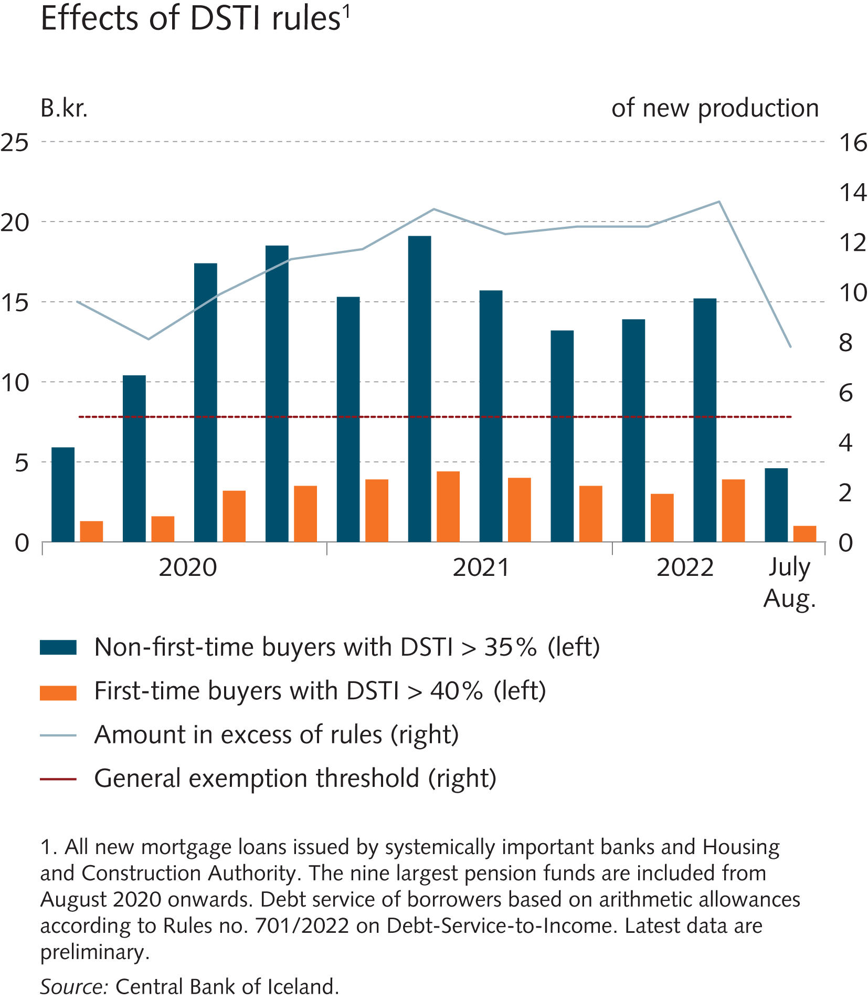 Effects of DSTI rules¹
B.kr.
of new production
25
16
14
20
12
15
10
8
10
6
5
4
2
0
0
2020
2021
2022
July
Aug.
Non-first-time buyers with DSTI > 35% (left)
First-time buyers with DSTI > 40% (left)
Amount in excess of rules (right)
General exemption threshold (right)
1. All new mortgage loans issued by systemically important banks and Housing
and Construction Authority. The nine largest pension funds are included from
August 2020 onwards. Debt service of borrowers based on arithmetic allowances
according to Rules no. 701/2022 on Debt-Service-to-Income. Latest data are
preliminary.
Source: Central Bank of Iceland.